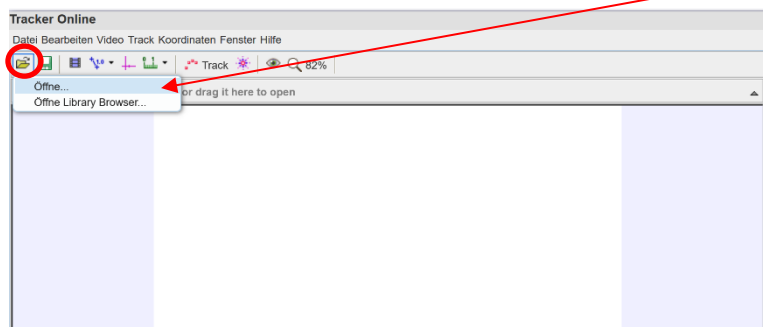 Tracker Online
Datei Bearbeiten Video Track Koordinaten Fenster Hilfe
Track 82%
Öffne...
or drag it here to open
Öffne Library Browser...